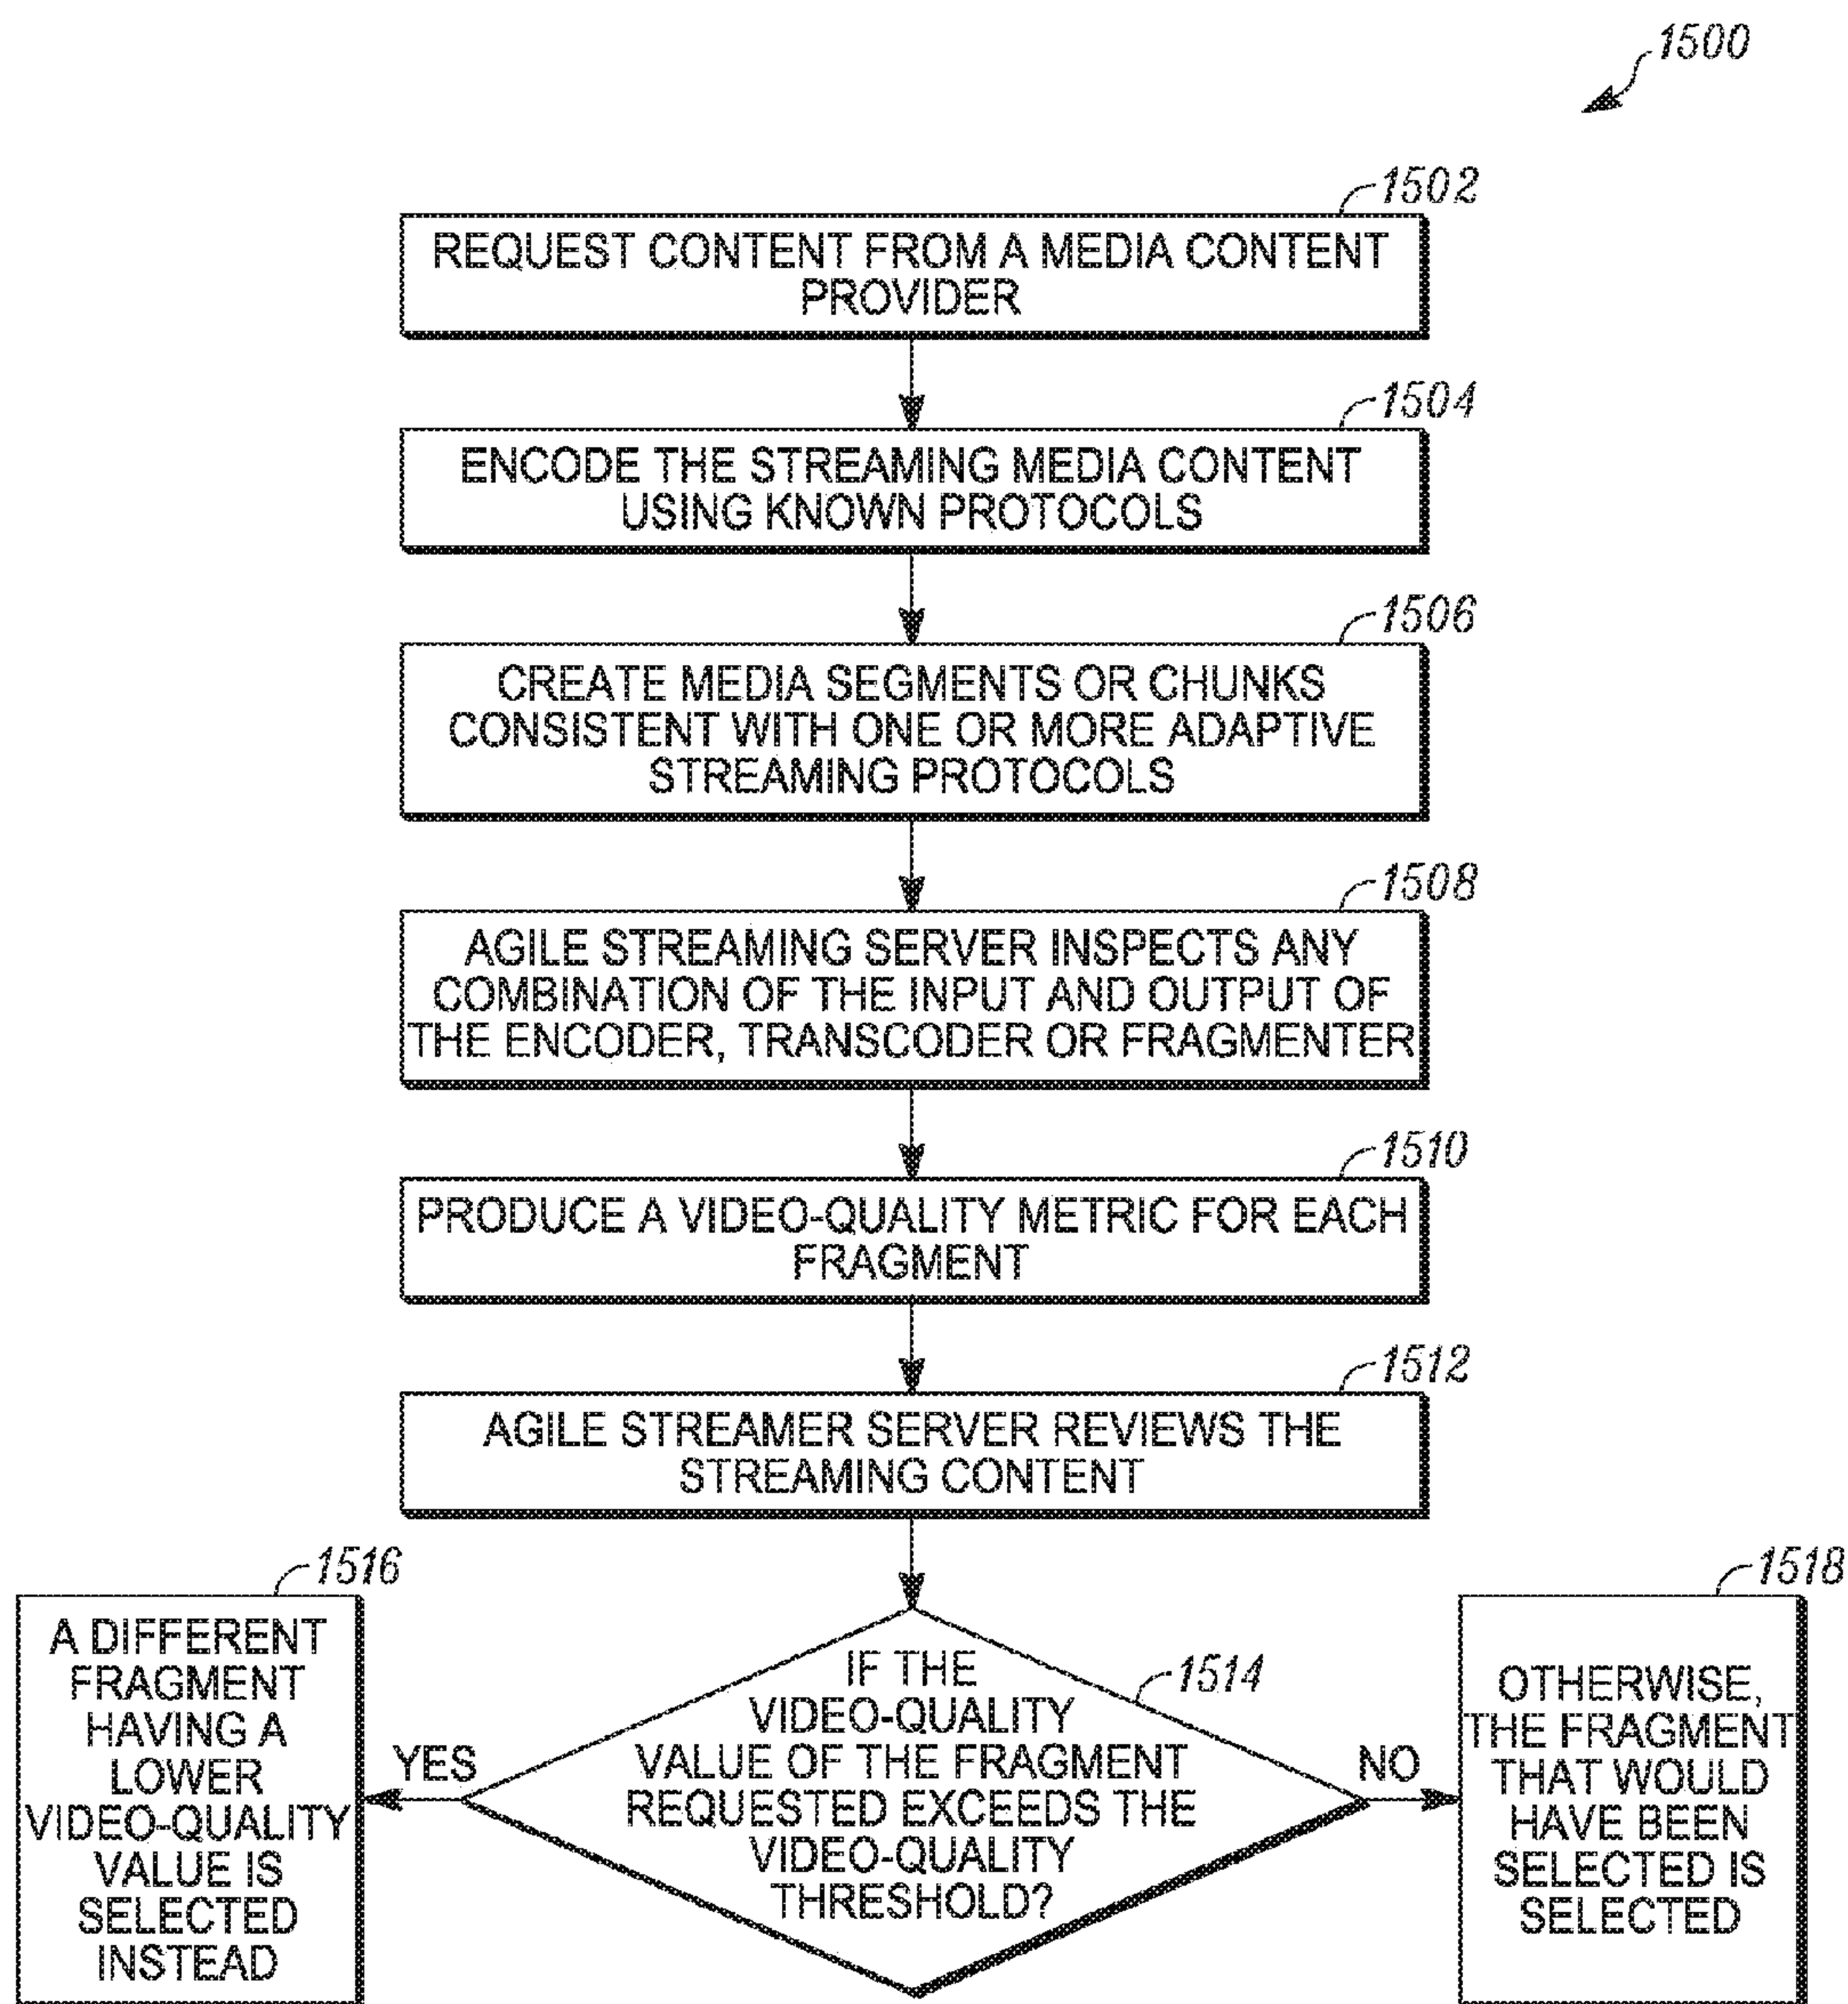 1500
1502
REQUEST CONTENT FROM A MEDIA CONTENT
PROVIDER
1504
ENCODE THE STREAMING MEDIA CONTENT
USING KNOWN PROTOCOLS
1506
CREATE MEDIA SEGMENTS OR CHUNKS
CONSISTENT WITH ONE OR MORE ADAPTIVE
STREAMING PROTOCOLS
1508
AGILE STREAMING SERVER INSPECTS ANY
COMBINATION OF THE INPUT AND OUTPUT OF
THE ENCODER, TRANSCODER OR FRAGMENTER
1510
PRODUCE A VIDEO-QUALITY METRIC FOR EACH
FRAGMENT
1512
AGILE STREAMER SERVER REVIEWS THE
STREAMING CONTENT
1514
IF THE
VIDEO-QUALITY
VALUE OF THE FRAGMENT
REQUESTED EXCEEDS THE
VIDEO-QUALITY
THRESHOLD?
YES
1516
A DIFFERENT
FRAGMENT
HAVING A
LOWER
VIDEO-QUALITY
VALUE IS
SELECTED
INSTEAD
NO
1518
OTHERWISE,
THE FRAGMENT
THAT WOULD
HAVE BEEN
SELECTED IS
SELECTED